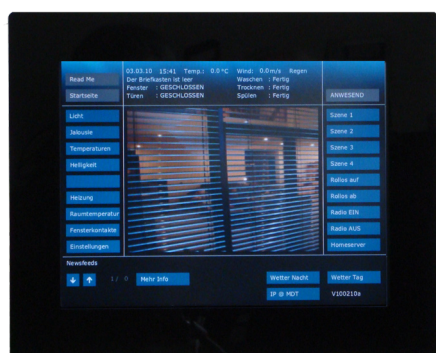 Read Me
Startseite
03.03.10 15:41 Temp.: 0.0 °C Wind: 0.0 m/s Regen
Der Briefkasten ist leer Waschen : Fertig
Fenster : GESCHLOSSEN Trocknen : Fertig
Türen : GESCHLOSSEN Spülen : Fertig
ANWESEND
Licht
Jalousie
Temperaturen
Helligkeit
Heizung
Raumtemperatur
Fensterkontakte
Einstellungen
Szene 1
Szene 2
Szene 3
Szene 4
Rollos auf
Rollos ab
Radio EIN
Radio AUS
Homeserver
Newsfeeds
1 / 0 Mehr Info
Wetter Nacht Wetter Tag
IP @ MDT V100210a